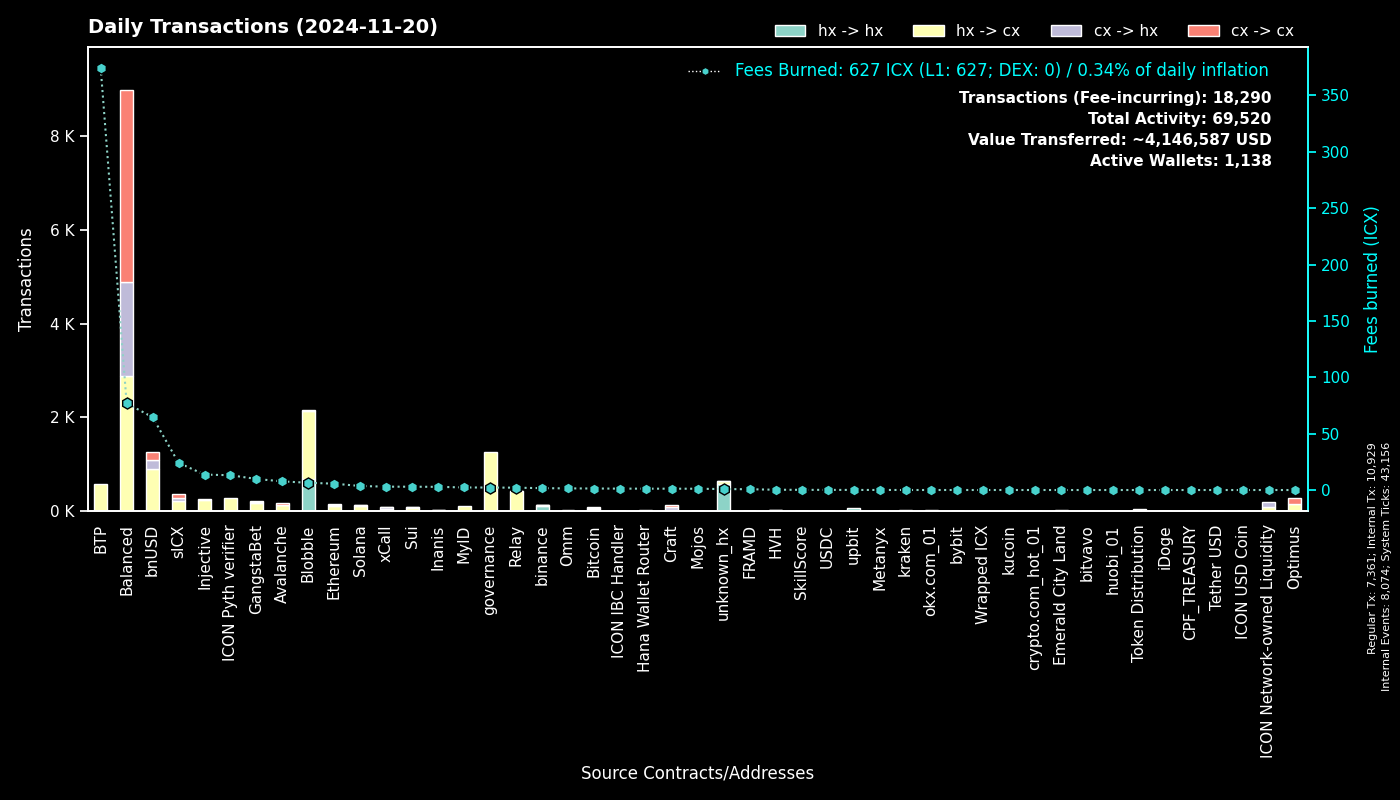 Daily Transactions (2024-11-20)
hx -> hx
hx -> cx
cx -> hx
cx -> cx
Fees Burned: 627 ICX (L1: 627; DEX: 0) / 0.34% of daily inflation
Transactions (Fee-incurring): 18,290
Total Activity: 69,520
Value Transferred: ~4,146,587 USD
Active Wallets: 1,138
Transactions
8 K
6 K
4 K
2 K
0 K
350
300
250
200
150
100
50
0
Fees burned (ICX)
BTP
Balanced
bnUSD
sICX
Injective
ICON Pyth verifier
GangstaBet
Avalanche
Blobble
Ethereum
Solana
xCall
Sui
Inanis
MyID
governance
Relay
binance
Omm
Bitcoin
ICON IBC Handler
Hana Wallet Router
Craft
Mojos
unknown_hx
FRAMD
HVH
SkillScore
USDC
upbit
Metanyx
kraken
okx.com_01
bybit
Wrapped ICX
kucoin
crypto.com_hot_01
Emerald City Land
bitvavo
huobi_01
Token Distribution
iDoge
CPF_TREASURY
Tether USD
ICON USD Coin
ICON Network-owned Liquidity
Optimus
Source Contracts/Addresses
Regular Tx: 7,361; Internal Tx: 10,929
Internal Events: 8,074; System Ticks: 43,156